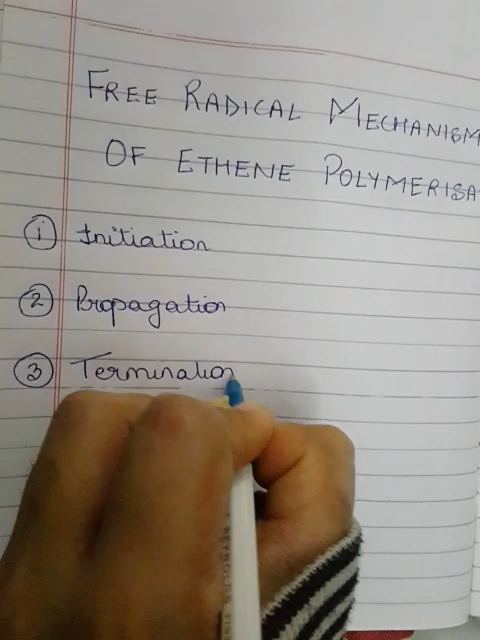 FREE RADICAL MECHANISM
OF ETHENE POLYMERISA
① Initiation
② Propagation
③ Termination